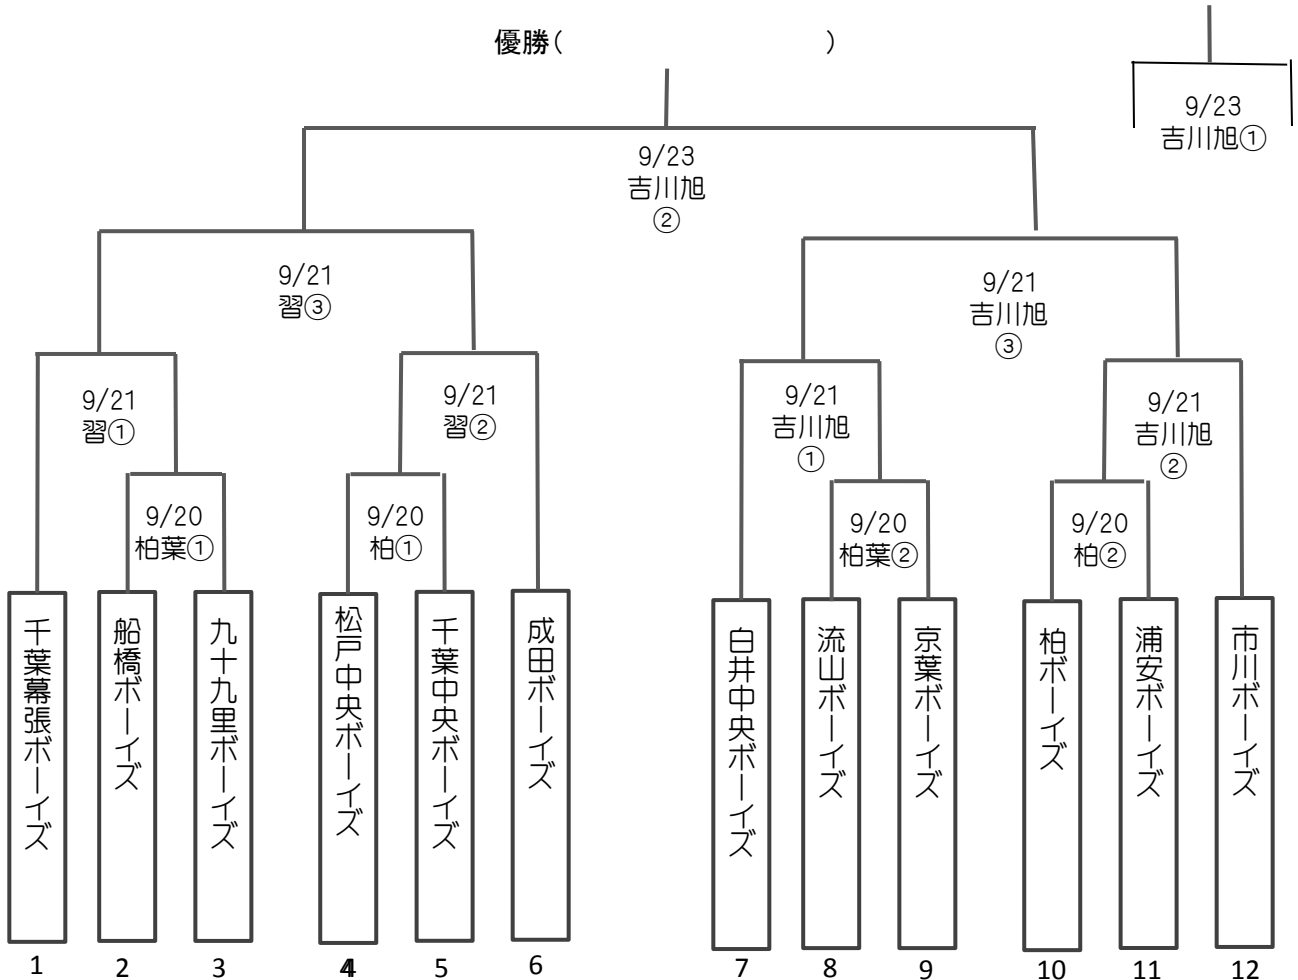 優勝(　　　　　　　　)
9/23
吉川旭①
9/23
吉川旭
②
9/21
習③
9/21
吉川旭
③
9/21
習①
9/21
習②
9/21
吉川旭
①
9/21
吉川旭
②
9/20
柏葉①
9/20
柏①
9/20
柏葉②
9/20
柏②
千葉幕張ボーイズ
船橋ボーイズ
九十九里ボーイズ
松戸中央ボーイズ
千葉中央ボーイズ
成田ボーイズ
白井中央ボーイズ
流山ボーイズ
京葉ボーイズ
柏ボーイズ
浦安ボーイズ
市川ボーイズ
1 2 3 4 5 6 7 8 9 10 11 12